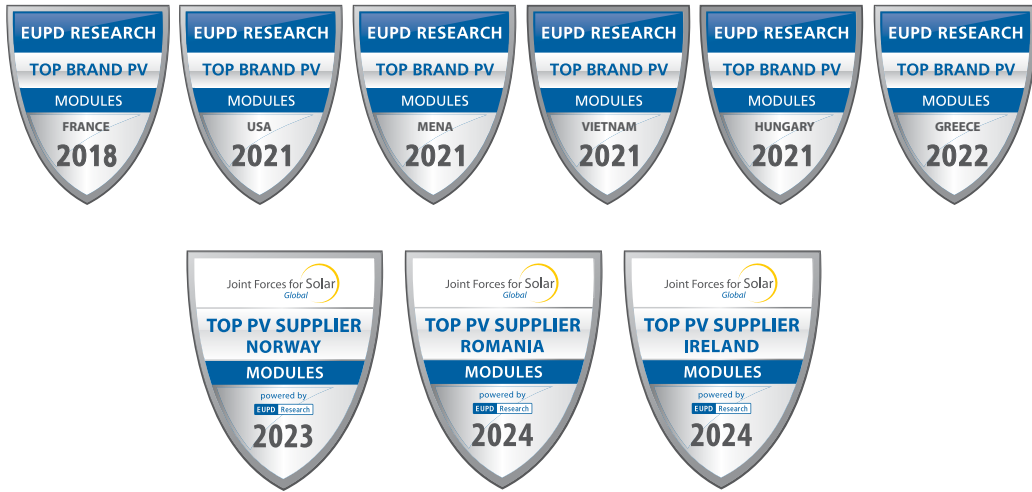 EUPD RESEARCH
TOP BRAND PV
MODULES
FRANCE
2018
EUPD RESEARCH
TOP BRAND PV
MODULES
USA
2021
EUPD RESEARCH
TOP BRAND PV
MODULES
MENA
2021
EUPD RESEARCH
TOP BRAND PV
MODULES
VIETNAM
2021
EUPD RESEARCH
TOP BRAND PV
MODULES
HUNGARY
2021
EUPD RESEARCH
TOP BRAND PV
MODULES
GREECE
2022
Joint Forces for Solar
Global
TOP PV SUPPLIER
NORWAY
MODULES
powered by
EUPD Research
2023
Joint Forces for Solar
Global
TOP PV SUPPLIER
ROMANIA
MODULES
powered by
EUPD Research
2024
Joint Forces for Solar
Global
TOP PV SUPPLIER
IRELAND
MODULES
powered by
EUPD Research
2024